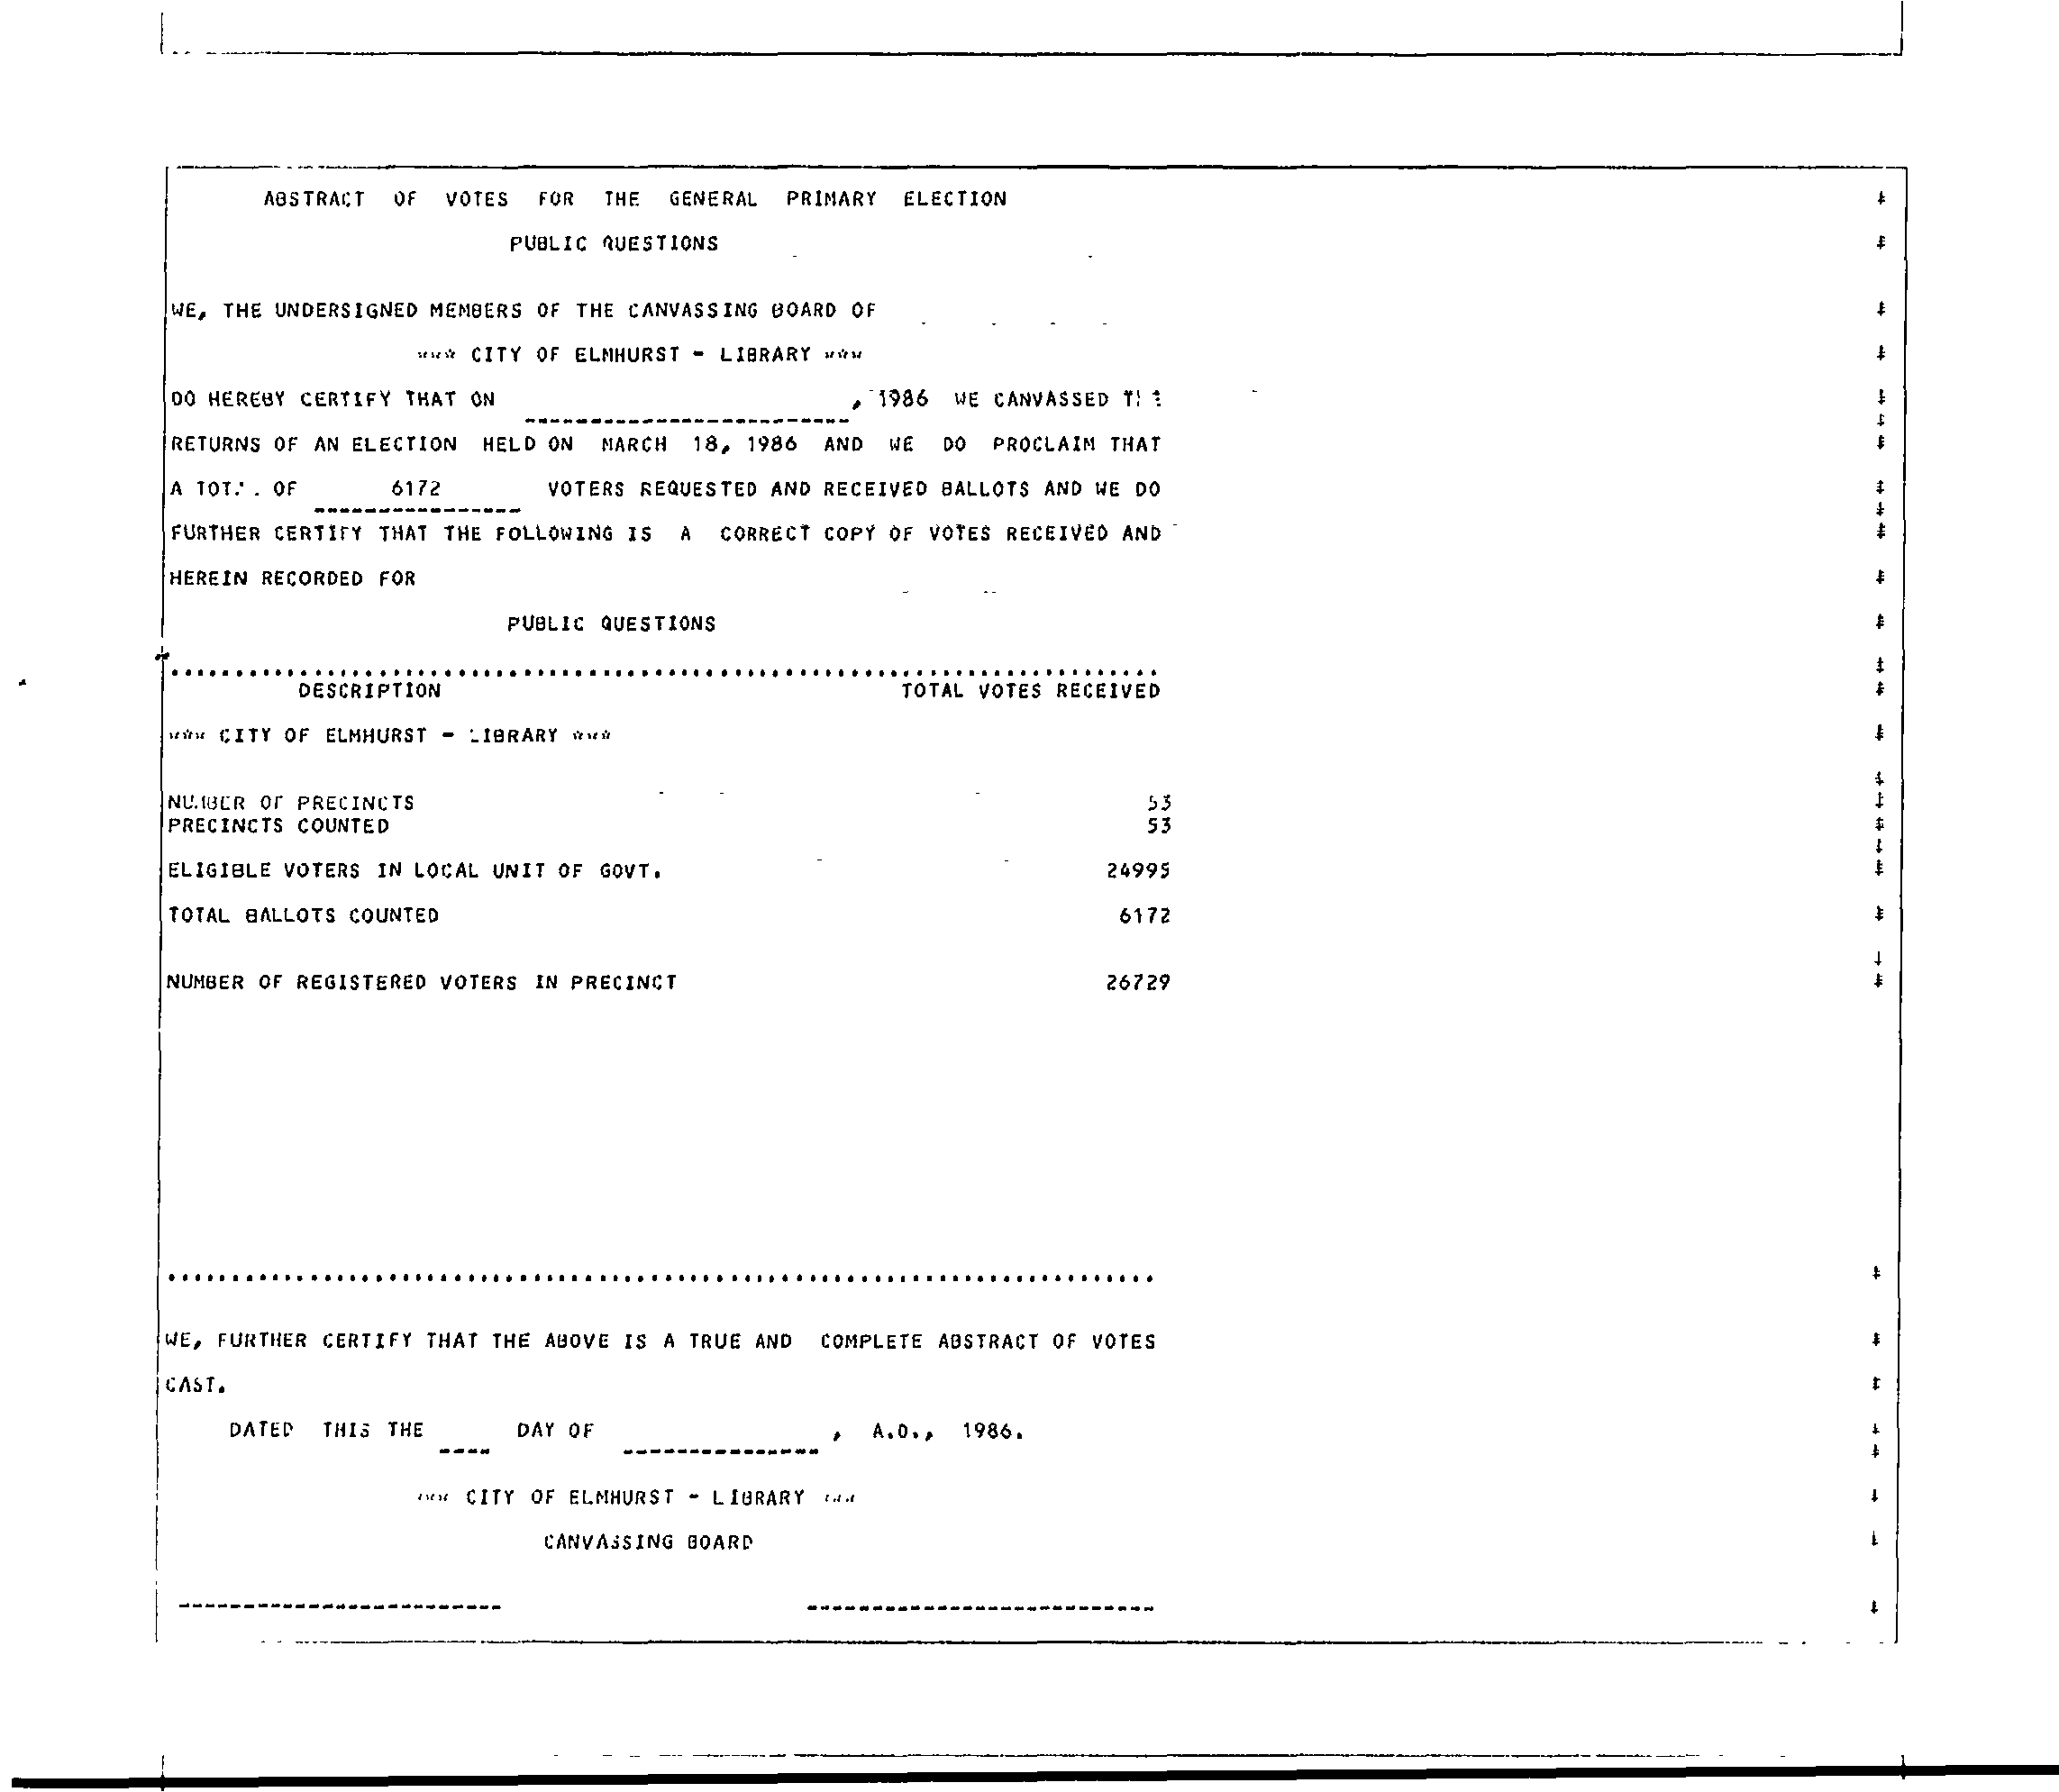 ABSTRACT OF VOTES FOR THE GENERAL PRIMARY ELECTION
PUBLIC QUESTIONS
WE, THE UNDERSIGNED MEMBERS OF THE CANVASSING BOARD OF
*** CITY OF ELMHURST - LIBRARY ***
DO HEREBY CERTIFY THAT ON _________________________, 1986 WE CANVASSED
RETURNS OF AN ELECTION HELD ON MARCH 18, 1986 AND WE DO PROCLAIM THAT
A OF 6172 VOTERS REQUESTED AND RECEIVED BALLOTS AND WE DO
FURTHER CERTIFY THAT THE FOLLOWING IS A CORRECT COPY OF VOTES RECEIVED AND
HEREIN RECORDED FOR
PUBLIC QUESTIONS
DESCRIPTION TOTAL VOTES RECEIVED
*** CITY OF ELMHURST - LIBRARY ***
NUMBER OF PRECINCTS 53
PRECINCTS COUNTED 53
ELIGIBLE VOTERS IN LOCAL UNIT OF GOVT. 24995
TOTAL BALLOTS COUNTED 6172
NUMBER OF REGISTERED VOTERS IN PRECINCT 26729
WE, FURTHER CERTIFY THAT THE ABOVE IS A TRUE AND COMPLETE ABSTRACT OF VOTES
CAST.
DATED THIS THE ____ DAY OF _______________, A.D., 1986.
*** CITY OF ELMHURST - LIBRARY ***
CANVASSING BOARD